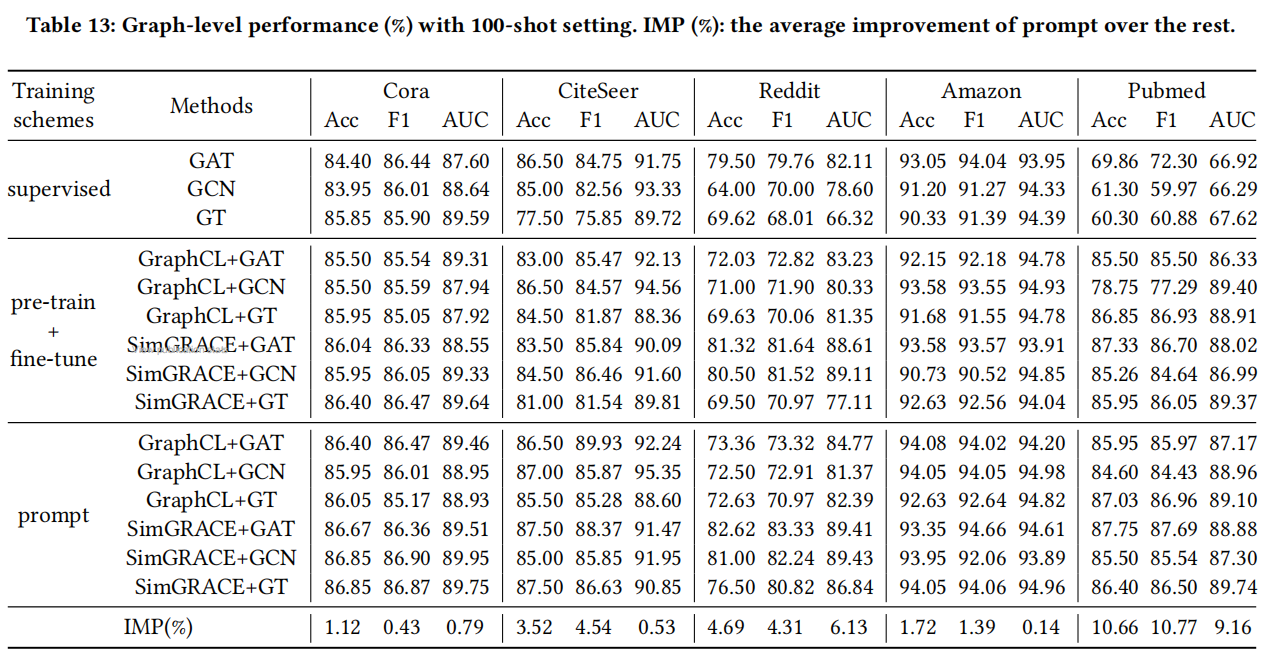 Table 13: Graph-level performance (%) with 100-shot setting. IMP (%): the average improvement of prompt over the rest.
Training schemes Methods Cora CiteSeer Reddit Amazon Pubmed
Acc F1 AUC Acc F1 AUC Acc F1 AUC Acc F1 AUC Acc F1 AUC
supervised
GAT 84.40 86.44 87.60 86.50 84.75 91.75 79.50 79.76 82.11 93.05 94.04 93.95 69.86 72.30 66.92
GCN 83.95 86.01 88.64 85.00 82.56 93.33 64.00 70.00 78.60 91.20 91.27 94.33 61.30 59.97 66.29
GT 85.85 85.90 89.59 77.50 75.85 89.72 69.62 68.01 66.32 90.33 91.39 94.39 60.30 60.88 67.62
pre-train
+
fine-tune
GraphCL+GAT 85.50 85.54 89.31 83.00 85.47 92.13 72.03 72.82 83.23 92.15 92.18 94.78 85.50 85.50 86.33
GraphCL+GCN 85.50 85.59 87.94 86.50 84.57 94.56 71.00 71.90 80.33 93.58 93.55 94.93 78.75 77.29 89.40
GraphCL+GT 85.95 85.05 87.92 84.50 81.87 88.36 69.63 70.06 81.35 91.68 91.55 94.78 86.85 86.93 88.91
SimGRACE+GAT 86.04 86.33 88.55 83.50 85.84 90.09 81.32 81.64 88.61 93.58 93.57 93.91 87.33 86.70 88.02
SimGRACE+GCN 85.95 86.05 89.33 84.50 86.46 91.60 80.50 81.52 89.11 90.73 90.52 94.85 85.26 84.64 86.99
SimGRACE+GT 86.40 86.47 89.64 81.00 81.54 89.81 69.50 70.97 77.11 92.63 92.56 94.04 85.95 86.05 89.37
prompt
GraphCL+GAT 86.40 86.47 89.46 86.50 89.93 92.24 73.36 73.32 84.77 94.08 94.02 94.20 85.95 85.97 87.17
GraphCL+GCN 85.95 86.01 88.95 87.00 85.87 95.35 72.50 72.91 81.37 94.05 94.05 94.98 84.60 84.43 88.96
GraphCL+GT 86.05 85.17 88.93 85.50 85.28 88.60 72.63 70.97 82.39 92.63 92.64 94.82 87.03 86.96 89.10
SimGRACE+GAT 86.67 86.36 89.51 87.50 88.37 91.47 82.62 83.33 89.41 93.35 94.66 94.61 87.75 87.69 88.88
SimGRACE+GCN 86.85 86.90 89.95 85.00 85.85 91.95 81.00 82.24 89.43 93.95 92.06 93.89 85.50 85.54 87.30
SimGRACE+GT 86.85 86.87 89.75 87.50 86.63 90.85 76.50 80.82 86.84 94.05 94.06 94.96 86.40 86.50 89.74
IMP(%) 1.12 0.43 0.79 3.52 4.54 0.53 4.69 4.31 6.13 1.72 1.39 0.14 10.66 10.77 9.16